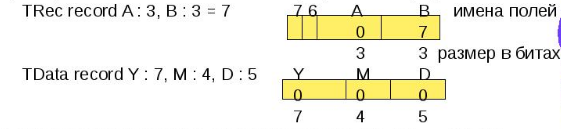 TRec record A : 3, B : 3 = 7 7 6 A B имена полей
0 7
3 3 размер в битах
TData record Y : 7, M : 4, D : 5 Y M D
0 0 0
7 4 5